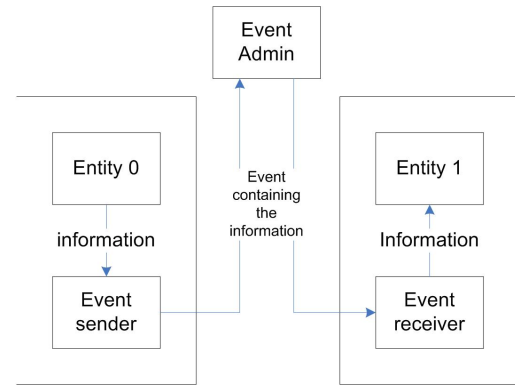 Event
Admin
Entity 0
Entity 1
Event
containing
the
information
information
Information
Event
sender
Event
receiver